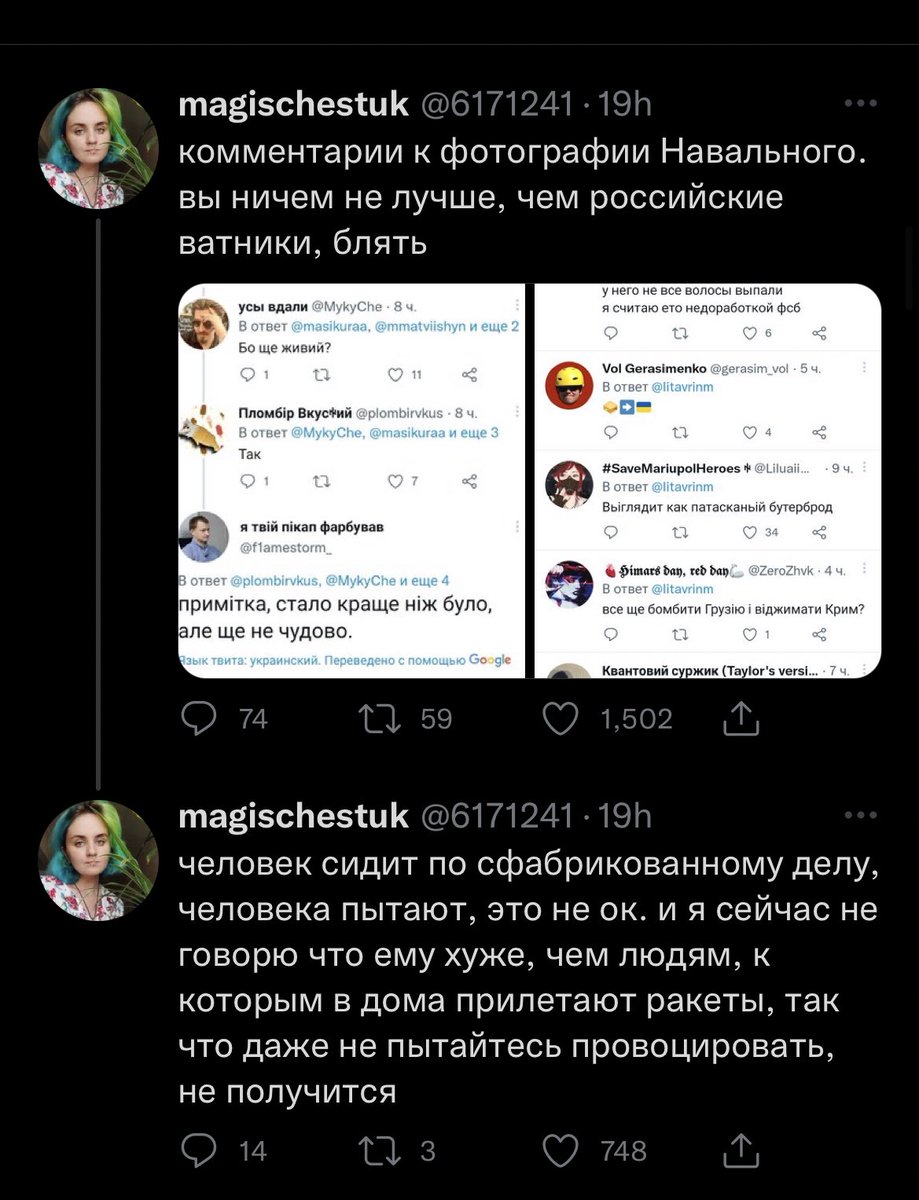 magischestuk @6171241 · 19h
комментарии к фотографии Навального.
вы ничем не лучше, чем российские
ватники, блять
усы вдали @MykyChe · 8 ч.
В ответ @masikuraa, @mmatviishyn и еще 2
Бо ще живий?
1 11
Пломбір Вкусний @plombirvkus · 8 ч.
В ответ @MykyChe, @masikuraa и еще 3
Так
1 7
я твій пікап фарбував
@f1amestorm_
В ответ @plombirvkus, @MykyChe и еще 4
примітка, стало краще ніж було,
але ще не чудово.
Язык твита: украинский. Переведено с помощью Google
у него не все волосы выпали
я считаю ето недоработкой фсб
6
Vol Gerasimenko @gerasim_vol · 5 ч.
В ответ @litavrinm
4
#SaveMariupolHeroes @Liluaii... · 9 ч.
В ответ @litavrinm
Выіглядит как патасканый бутерброд
34
Himars day, red day @ZeroZhvk · 4 ч.
В ответ @litavrinm
все ще бомбити Грузію і віджимати Крим?
1
Квантовий суржик (Taylor's versi... · 7 ч.
74 59 1,502
magischestuk @6171241 · 19h
человек сидит по сфабрикованному делу,
человека пытают, это не ок. и я сейчас не
говорю что ему хуже, чем людям, к
которым в дома прилетают ракеты, так
что даже не пытайтесь провоцировать,
не получится
14 3 748